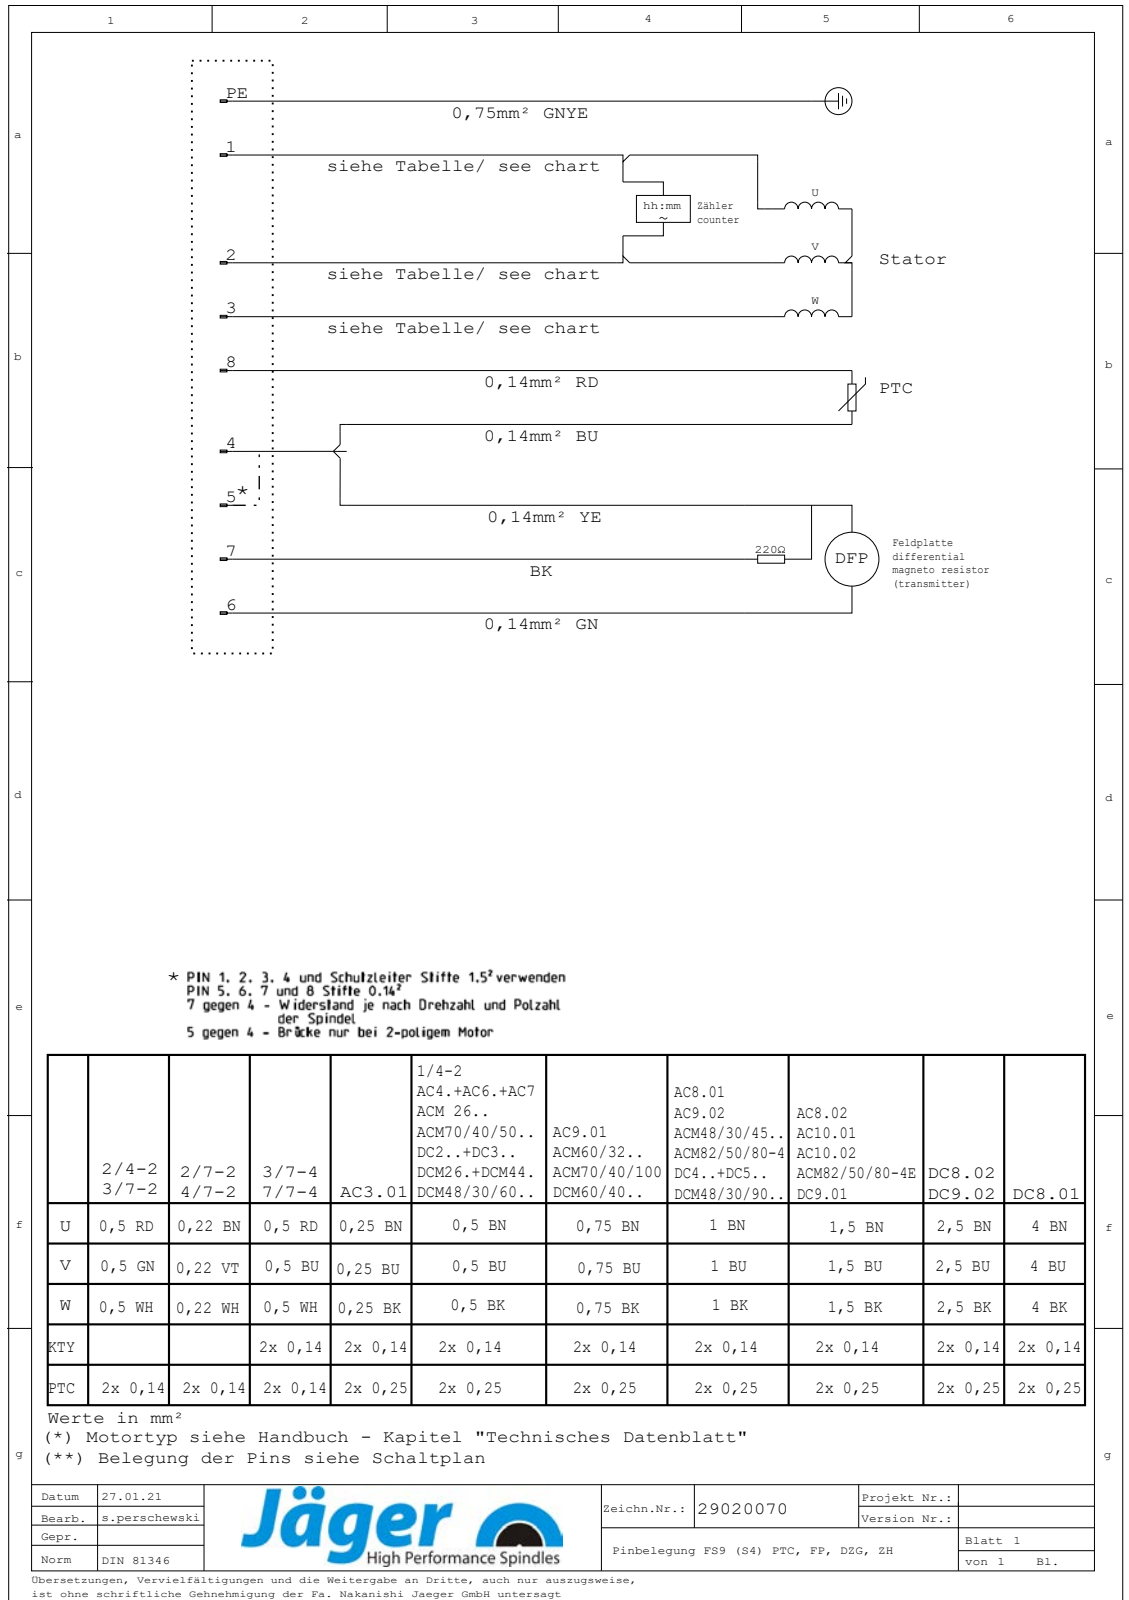 1 2 3 4 5 6
PE
0,75mm² GNYE
a a
1
siehe Tabelle/ see chart
U
hh:mm
~
Zähler
counter
2
siehe Tabelle/ see chart
V
Stator
3
siehe Tabelle/ see chart
W
b b
8
0,14mm² RD
PTC
0,14mm² BU
4
5*
0,14mm² YE
7
BK
220Ω
DFP
Feldplatte
differential
magneto resistor
(transmitter)
c c
6
0,14mm² GN
d d
* PIN 1. 2. 3. 4 und Schutzleiter Stifte 1.5² verwenden
PIN 5. 6. 7 und 8 Stifte 0.14²
7 gegen 4 - Widerstand je nach Drehzahl und Polzahl
der Spindel
5 gegen 4 - Brücke nur bei 2-poligem Motor
e e
2/4-2
3/7-2
2/7-2
4/7-2
3/7-4
7/7-4
AC3.01
1/4-2
AC4.+AC6.+AC7
ACM 26..
ACM70/40/50..
DC2..+DC3..
DCM26.+DCM44.
DCM48/30/60..
AC9.01
ACM60/32..
ACM70/40/100
DCM60/40..
AC8.01
AC9.02
ACM48/30/45..
ACM82/50/80-4
DC4..+DC5..
DCM48/30/90..
AC8.02
AC10.01
AC10.02
ACM82/50/80-4E
DC9.01
DC8.02
DC9.02
DC8.01
f f
U 0,5 RD 0,22 BN 0,5 RD 0,25 BN 0,5 BN 0,75 BN 1 BN 1,5 BN 2,5 BN 4 BN
V 0,5 GN 0,22 VT 0,5 BU 0,25 BU 0,5 BU 0,75 BU 1 BU 1,5 BU 2,5 BU 4 BU
W 0,5 WH 0,22 WH 0,5 WH 0,25 BK 0,5 BK 0,75 BK 1 BK 1,5 BK 2,5 BK 4 BK
KTY 2x 0,14 2x 0,14 2x 0,14 2x 0,14 2x 0,14 2x 0,14 2x 0,14 2x 0,14
PTC 2x 0,14 2x 0,14 2x 0,14 2x 0,25 2x 0,25 2x 0,25 2x 0,25 2x 0,25 2x 0,25 2x 0,25
Werte in mm²
(*) Motortyp siehe Handbuch - Kapitel "Technisches Datenblatt"
(**) Belegung der Pins siehe Schaltplan
g g
Datum 27.01.21
Bearb. s.perschewski
Gepr.
Norm DIN 81346
Jäger
High Performance Spindles
Zeichn.Nr.: 29020070
Projekt Nr.:
Version Nr.:
Pinbelegung FS9 (S4) PTC, FP, DZG, ZH
Blatt 1
von 1 Bl.
Übersetzungen, Vervielfältigungen und die Weitergabe an Dritte, auch nur auszugsweise,
ist ohne schriftliche Gehnehmigung der Fa. Nakanishi Jaeger GmbH untersagt